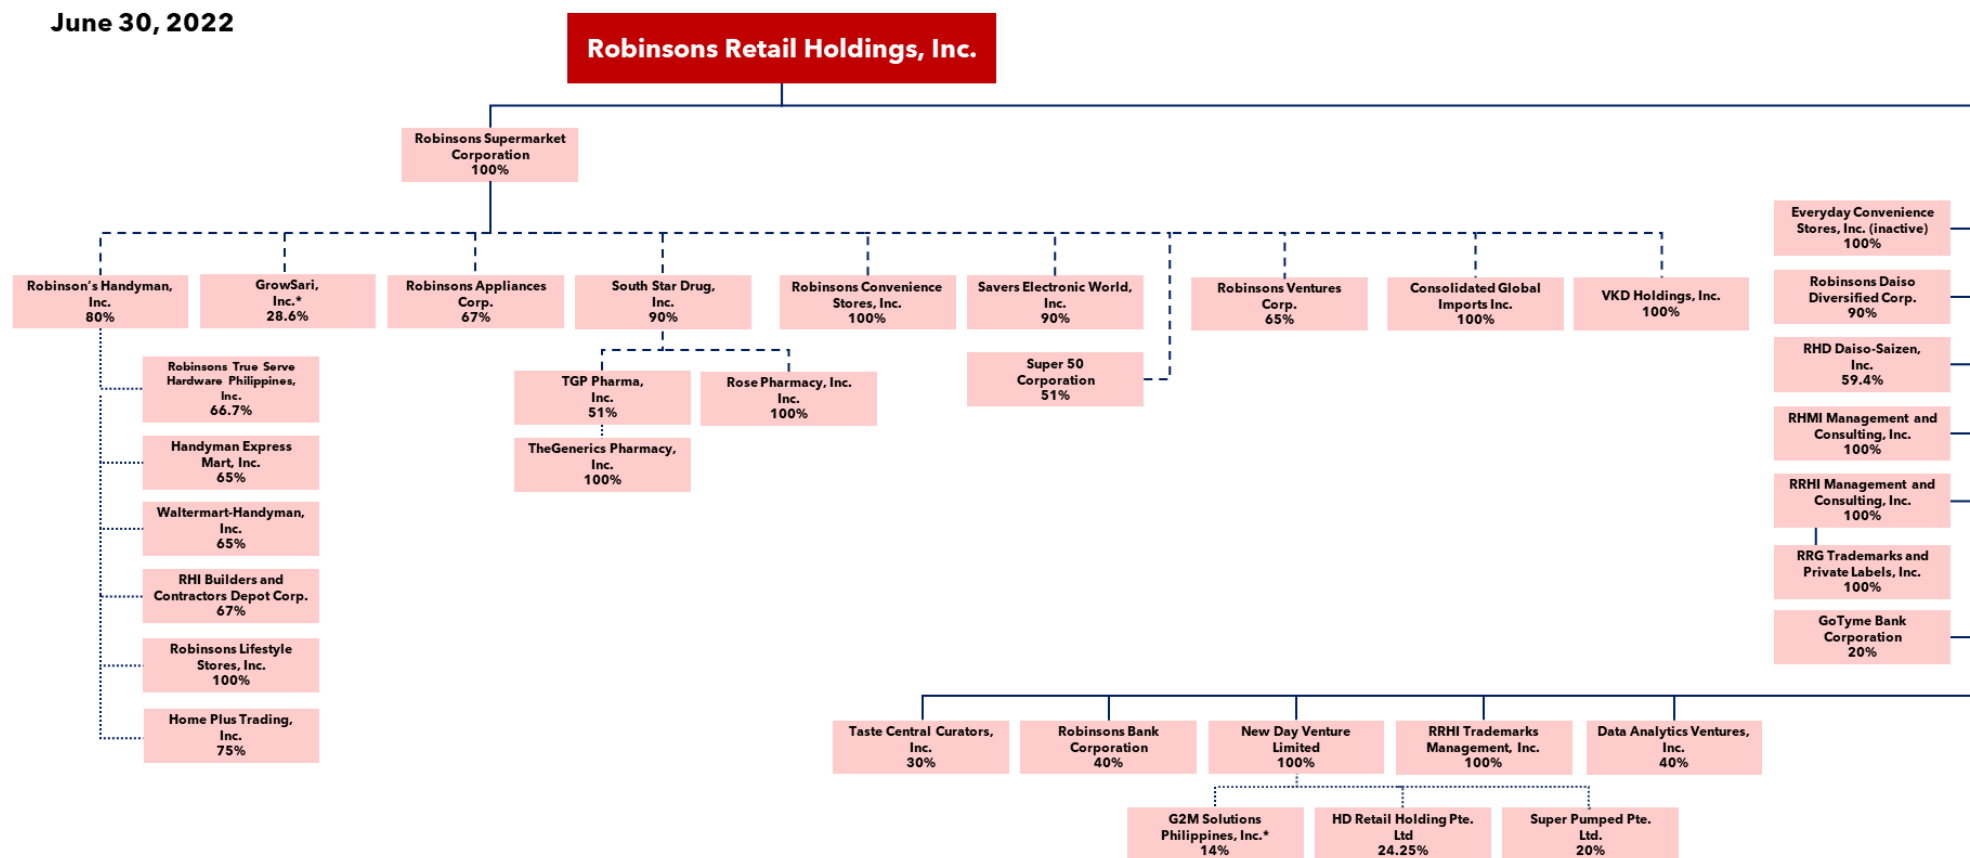 June 30, 2022
Robinsons Retail Holdings, Inc.
Robinsons Supermarket
Corporation
100%
Robinson's Handyman,
Inc.
80%
GrowSari,
Inc.*
28.6%
Robinsons Appliances
Corp.
67%
South Star Drug,
Inc.
90%
Robinsons Convenience
Stores, Inc.
100%
Savers Electronic World,
Inc.
90%
Robinsons Ventures
Corp.
65%
Consolidated Global
Imports Inc.
100%
VKD Holdings, Inc.
100%
Super 50
Corporation
51%
TGP Pharma,
Inc.
51%
Rose Pharmacy, Inc.
Inc.
100%
TheGenerics Pharmacy,
Inc.
100%
Robinsons True Serve
Hardware Philippines,
Inc.
66.7%
Handyman Express
Mart, Inc.
65%
Waltermart-Handyman,
Inc.
65%
RHI Builders and
Contractors Depot Corp.
67%
Robinsons Lifestyle
Stores, Inc.
100%
Home Plus Trading,
Inc.
75%
Everyday Convenience
Stores, Inc. (inactive)
100%
Robinsons Daiso
Diversified Corp.
90%
RHD Daiso-Saizen,
Inc.
59.4%
RHMI Management and
Consulting, Inc.
100%
RRHI Management and
Consulting, Inc.
100%
RRG Trademarks and
Private Labels, Inc.
100%
GoTyme Bank
Corporation
20%
Taste Central Curators,
Inc.
30%
Robinsons Bank
Corporation
40%
New Day Venture
Limited
100%
RRHI Trademarks
Management, Inc.
100%
Data Analytics Ventures,
Inc.
40%
G2M Solutions
Philippines, Inc.*
14%
HD Retail Holding Pte.
Ltd
24.25%
Super Pumped Pte.
Ltd.
20%